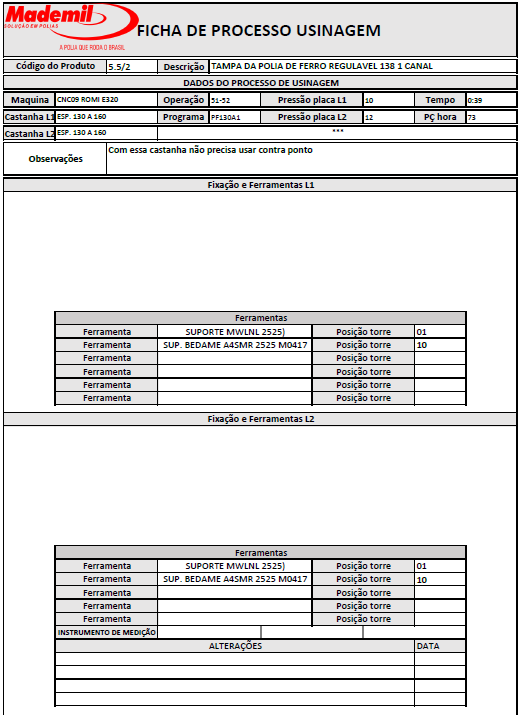 Mademil
SOLUÇÃO EM POLIAS
A POLIA QUE RODA O BRASIL
FICHA DE PROCESSO USINAGEM
Código do Produto 5.5/2 Descrição TAMPA DA POLIA DE FERRO REGULAVEL 138 1 CANAL
DADOS DO PROCESSO DE USINAGEM
Maquina CNC09 ROMI E320 Operação 51-52 Pressão placa L1 10 Tempo 0:39
Castanha L1 ESP. 130 A 160 Programa PF130A1 Pressão placa L2 12 PÇ hora 73
Castanha L2 ESP. 130 A 160 ***
Observações Com essa castanha não precisa usar contra ponto
Fixação e Ferramentas L1
Ferramentas
Ferramenta SUPORTE MWLNL 2525) Posição torre 01
Ferramenta SUP. BEDAME A4SMR 2525 M0417 Posição torre 10
Ferramenta Posição torre
Ferramenta Posição torre
Ferramenta Posição torre
Ferramenta Posição torre
Fixação e Ferramentas L2
Ferramentas
Ferramenta SUPORTE MWLNL 2525) Posição torre 01
Ferramenta SUP. BEDAME A4SMR 2525 M0417 Posição torre 10
Ferramenta Posição torre
Ferramenta Posição torre
Ferramenta Posição torre
INSTRUMENTO DE MEDIÇÃO
ALTERAÇÕES DATA